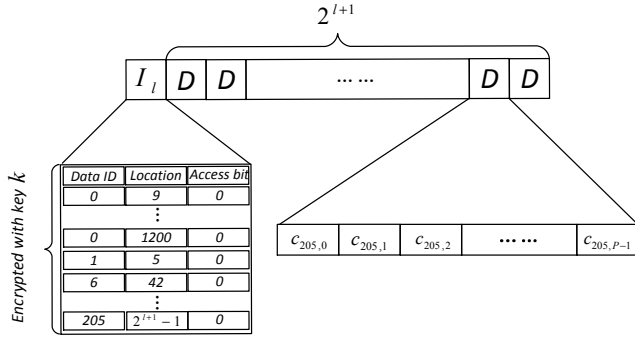 2^{l+1}
I_l D D ... ... D D
Encrypted with key k
Data ID Location Access bit
0 9 0
⋮
0 1200 0
1 5 0
6 42 0
⋮
205 2^{l+1} − 1 0
c_{205,0} c_{205,1} c_{205,2} ... ... c_{205,P−1}